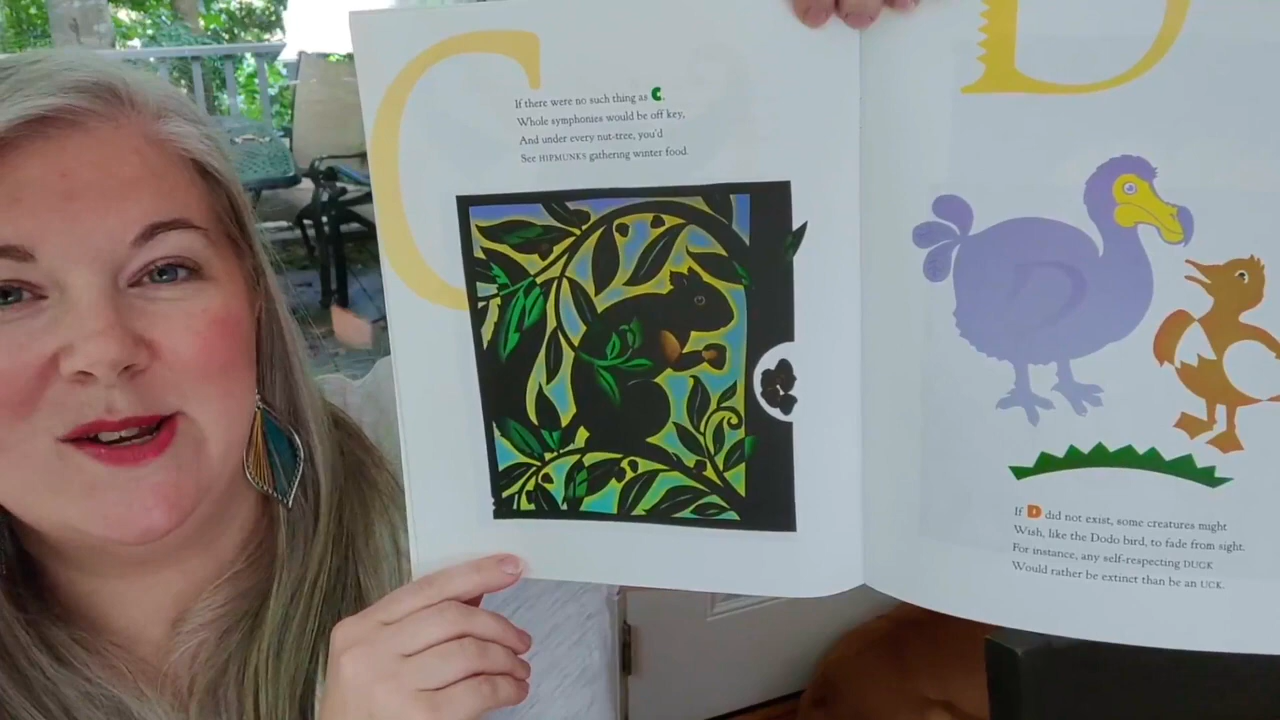 C
If there were no such thing as C,
Whole symphonies would be off key,
And under every nut-tree, you'd
See HIPMUNKS gathering winter food.
D
If D did not exist, some creatures might
Wish, like the Dodo bird, to fade from sight.
For instance, any self-respecting DUCK
Would rather be extinct than be an UCK.